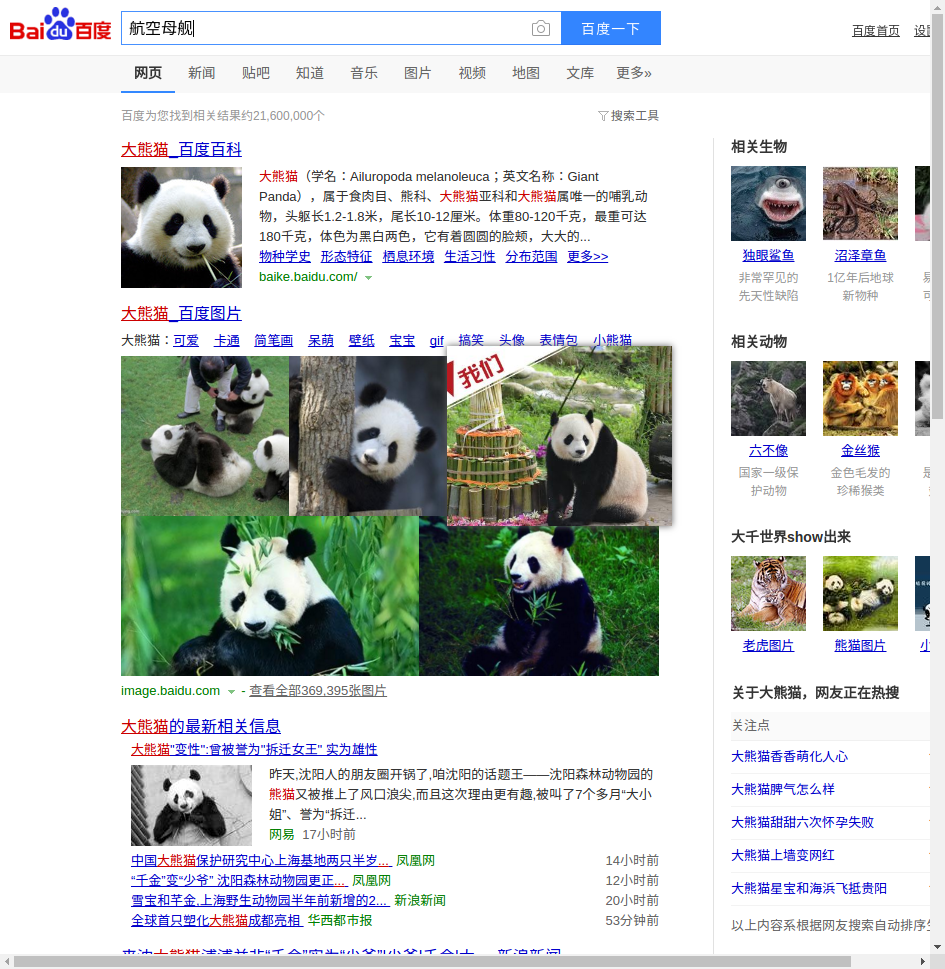 Bai du 百度
航空母舰
百度一下
百度首页
网页 新闻 贴吧 知道 音乐 图片 视频 地图 文库 更多»
百度为您找到相关结果约21,600,000个
搜索工具
大熊猫_百度百科
大熊猫（学名：Ailuropoda melanoleuca；英文名称：Giant
Panda），属于食肉目、熊科、大熊猫亚科和大熊猫属唯一的哺乳动
物，头躯长1.2-1.8米，尾长10-12厘米。体重80-120千克，最重可达
180千克，体色为黑白两色，它有着圆圆的脸颊，大大的...
物种学史 形态特征 栖息环境 生活习性 分布范围 更多>>
baike.baidu.com/
大熊猫_百度图片
大熊猫：可爱 卡通 简笔画 呆萌 壁纸 宝宝 gif 搞笑 头像 表情包 小熊猫
我们
image.baidu.com - 查看全部369,395张图片
大熊猫的最新相关信息
大熊猫"变性":曾被誉为"拆迁女王" 实为雄性
昨天,沈阳人的朋友圈开锅了,咱沈阳的话题王——沈阳森林动物园的
熊猫又被推上了风口浪尖,而且这次理由更有趣,被叫了7个多月“大小
姐”、誉为“拆迁...
网易 17小时前
中国大熊猫保护研究中心上海基地两只半岁... 凤凰网 14小时前
“千金”变“少爷” 沈阳森林动物园更正... 凤凰网 12小时前
雪宝和芊金,上海野生动物园半年前新增的2... 新浪新闻 20小时前
全球首只塑化大熊猫成都亮相 华西都市报 53分钟前
相关生物
独眼鲨鱼 沼泽章鱼
非常罕见的 1亿年后地球
先天性缺陷 新物种
相关动物
六不像 金丝猴
国家一级保 金色毛发的
护动物 珍稀猴类
大千世界show出来
老虎图片 熊猫图片 小
关于大熊猫，网友正在热搜
关注点
大熊猫香香萌化人心
大熊猫脾气怎么样
大熊猫甜甜六次怀孕失败
大熊猫上墙变网红
大熊猫星宝和海浜飞抵贵阳
以上内容系根据网友搜索自动排序生